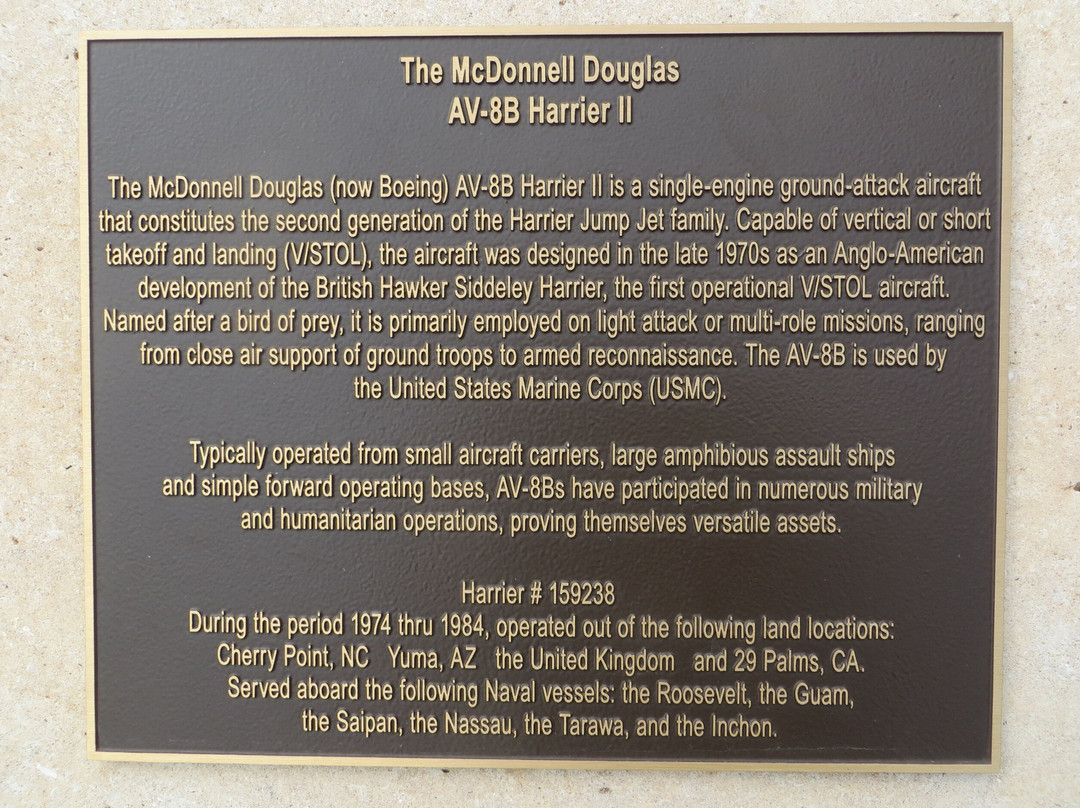 The McDonnell Douglas
AV-8B Harrier II
The McDonnell Douglas (now Boeing) AV-8B Harrier II is a single-engine ground-attack aircraft
that constitutes the second generation of the Harrier Jump Jet family. Capable of vertical or short
takeoff and landing (V/STOL), the aircraft was designed in the late 1970s as an Anglo-American
development of the British Hawker Siddeley Harrier, the first operational V/STOL aircraft.
Named after a bird of prey, it is primarily employed on light attack or multi-role missions, ranging
from close air support of ground troops to armed reconnaissance. The AV-8B is used by
the United States Marine Corps (USMC).
Typically operated from small aircraft carriers, large amphibious assault ships
and simple forward operating bases, AV-8Bs have participated in numerous military
and humanitarian operations, proving themselves versatile assets.
Harrier # 159238
During the period 1974 thru 1984, operated out of the following land locations:
Cherry Point, NC   Yuma, AZ   the United Kingdom   and 29 Palms, CA.
Served aboard the following Naval vessels: the Roosevelt, the Guam,
the Saipan, the Nassau, the Tarawa, and the Inchon.